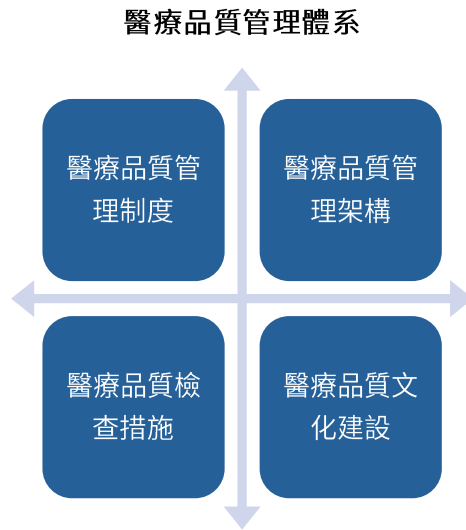 醫療品質管理體系
醫療品質管
理制度
醫療品質管
理架構
醫療品質檢
查措施
醫療品質文
化建設